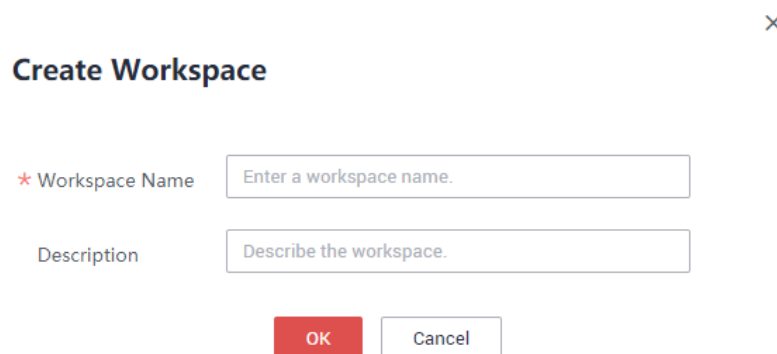 Create Workspace
* Workspace Name
Enter a workspace name.
Description
Describe the workspace.
OK
Cancel